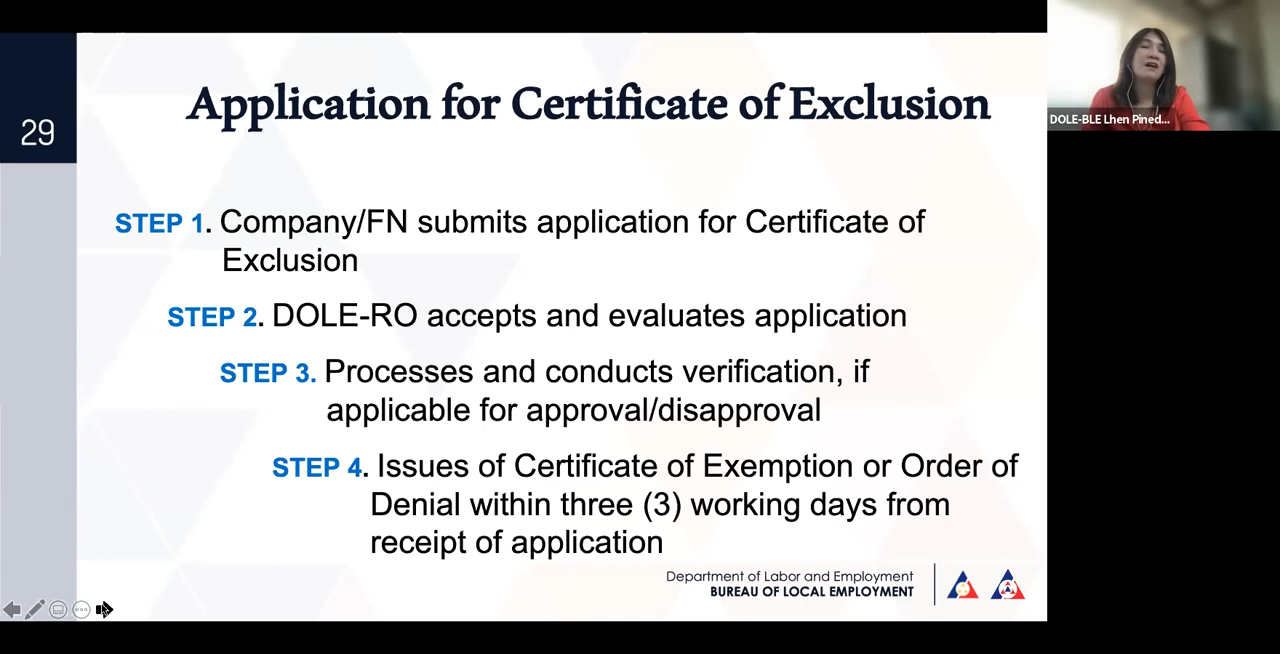 Application for Certificate of Exclusion
DOLE-BLE Lhen Pined...
29
STEP 1. Company/FN submits application for Certificate of
Exclusion
STEP 2. DOLE-RO accepts and evaluates application
STEP 3. Processes and conducts verification, if
applicable for approval/disapproval
STEP 4. Issues of Certificate of Exemption or Order of
Denial within three (3) working days from
receipt of application
Department of Labor and Employment
BUREAU OF LOCAL EMPLOYMENT